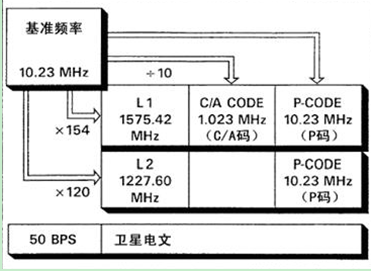 基准频率
10.23 MHz
÷10
×154
×120
L1
1575.42
MHz
C/A CODE
1.023 MHz
（C/A码）
P-CODE
10.23 MHz
（P码）
L2
1227.60
MHz
P-CODE
10.23 MHz
（P码）
50 BPS
卫星电文